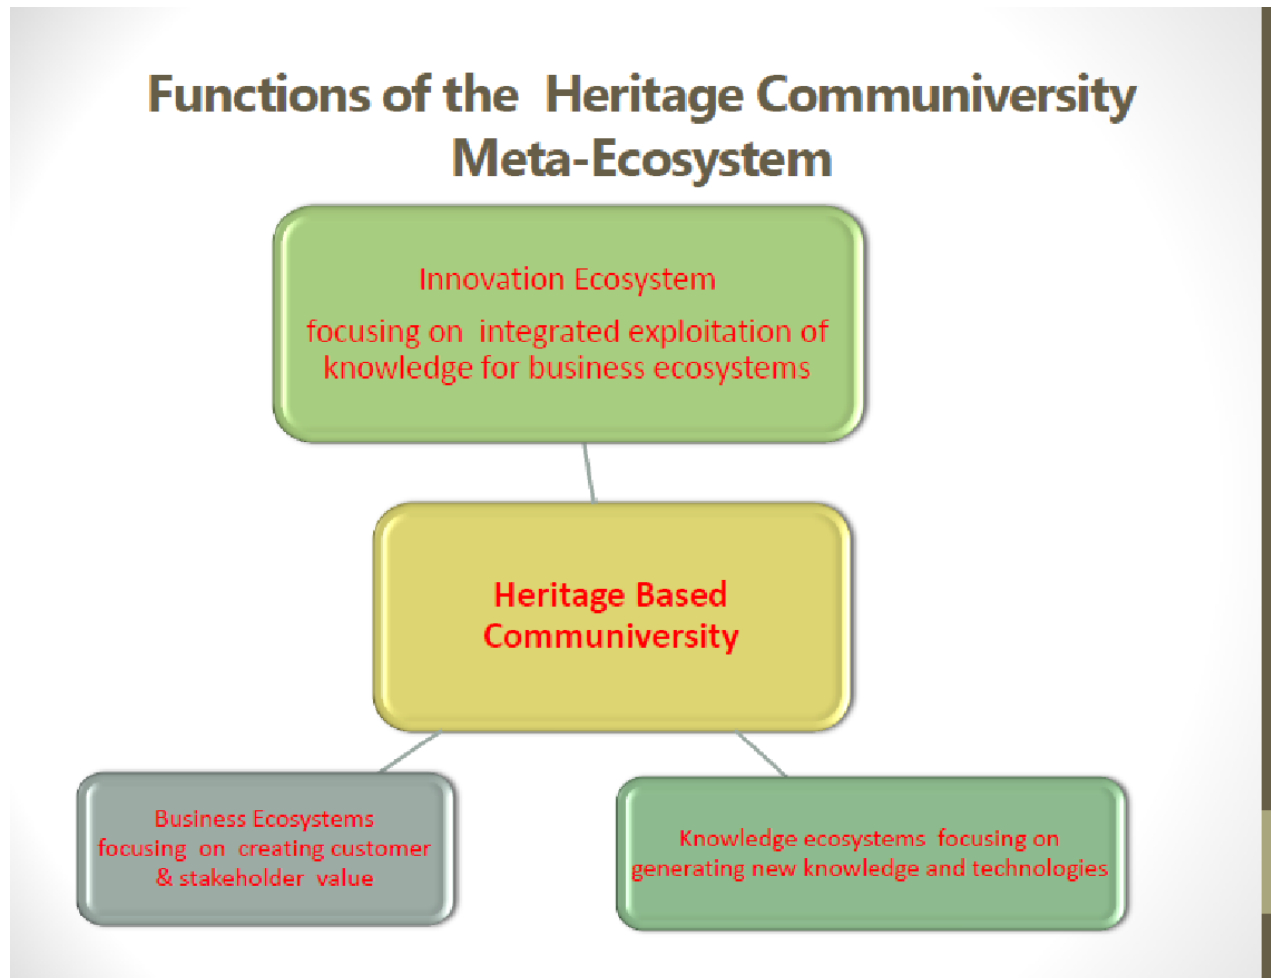 Functions of the Heritage Communiversity
Meta-Ecosystem
Innovation Ecosystem
focusing on integrated exploitation of
knowledge for business ecosystems
Heritage Based
Communiversity
Business Ecosystems
focusing on creating customer
& stakeholder value
Knowledge ecosystems focusing on
generating new knowledge and technologies